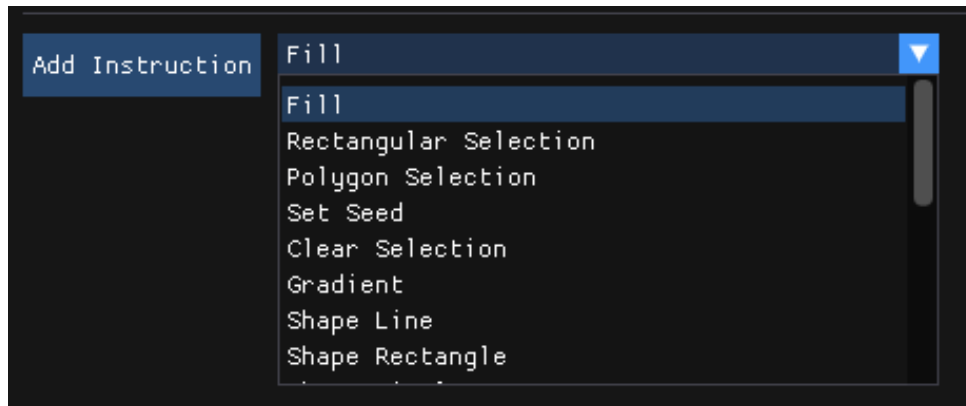 Add Instruction
Fill
Fill
Rectangular Selection
Polygon Selection
Set Seed
Clear Selection
Gradient
Shape Line
Shape Rectangle